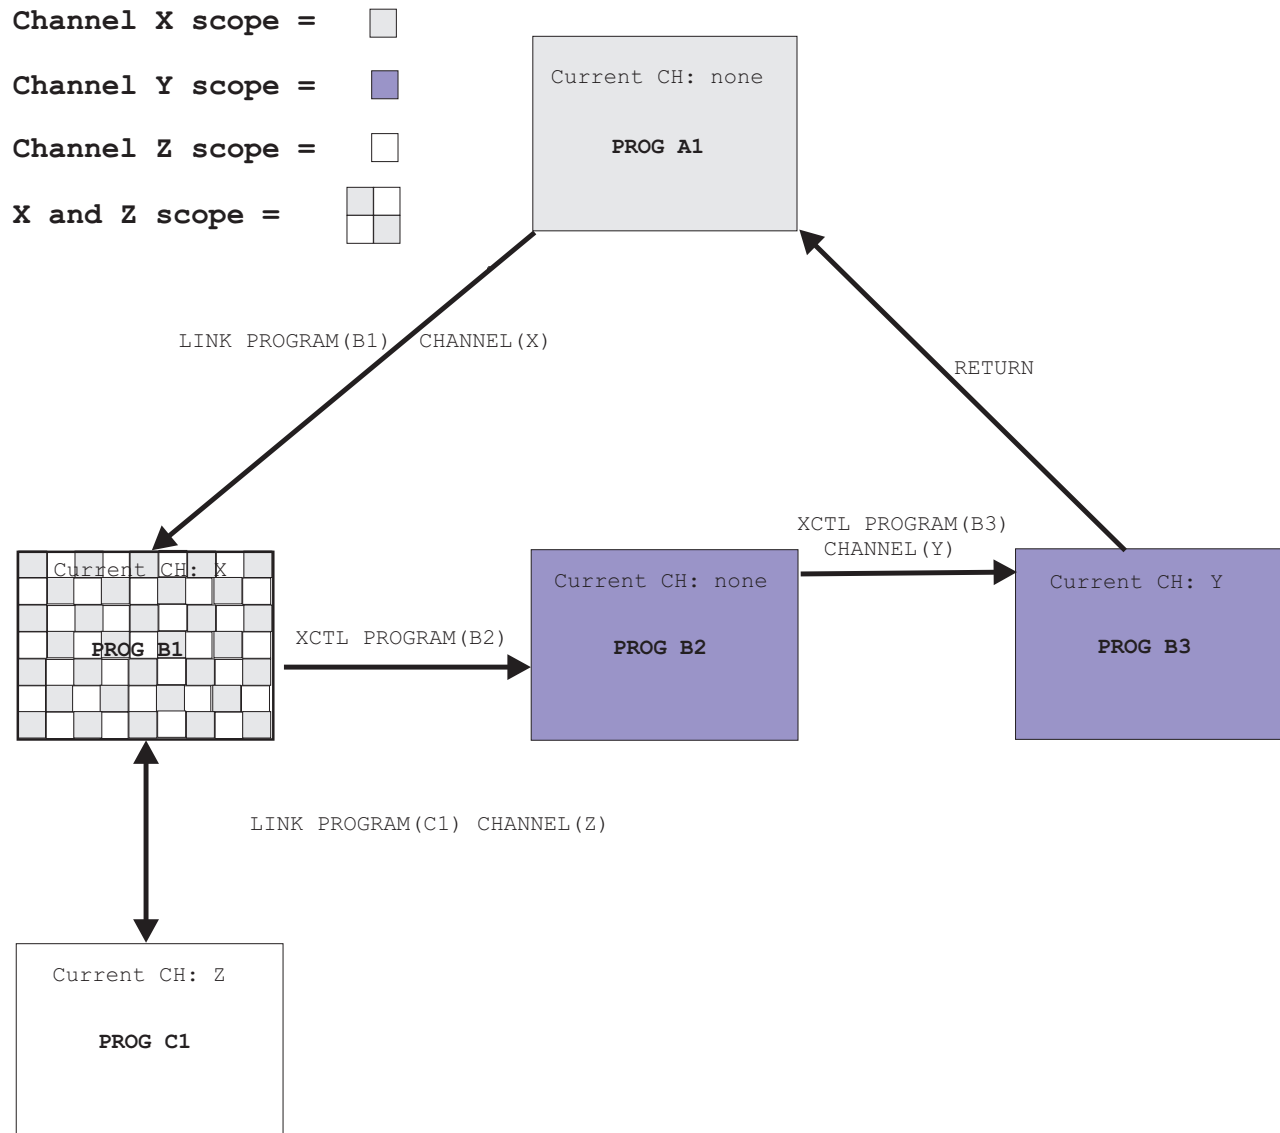 Channel X scope =
Channel Y scope =
Channel Z scope =
X and Z scope =
Current CH: none
PROG A1
LINK PROGRAM(B1) CHANNEL(X)
RETURN
Current CH: X
PROG B1
XCTL PROGRAM(B2)
Current CH: none
PROG B2
XCTL PROGRAM(B3)
CHANNEL(Y)
Current CH: Y
PROG B3
LINK PROGRAM(C1) CHANNEL(Z)
Current CH: Z
PROG C1